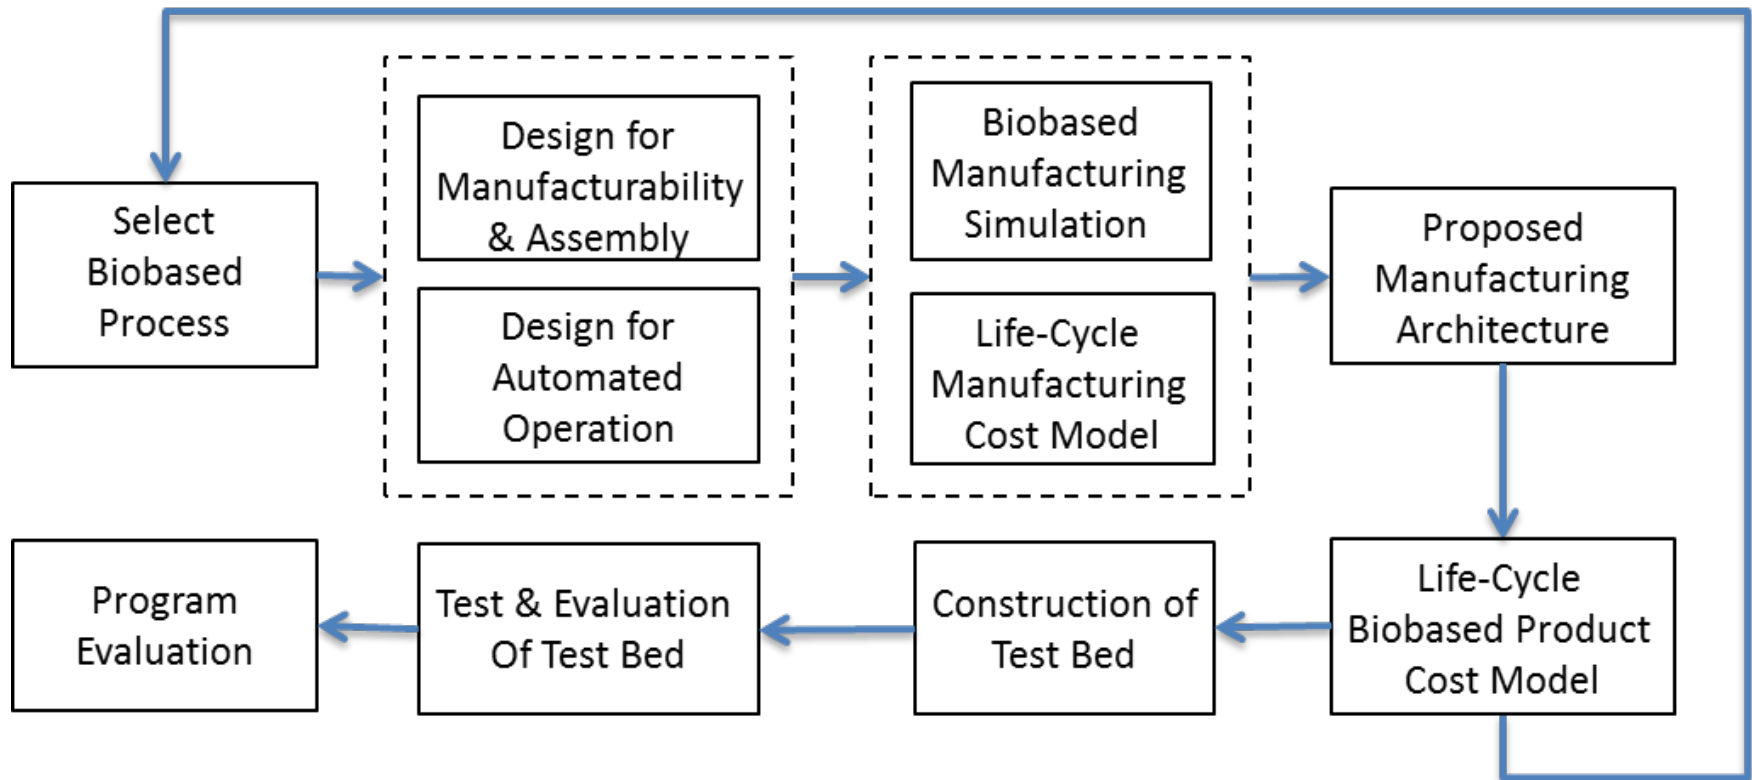 Select
Biobased
Process
Design for
Manufacturability
& Assembly
Design for
Automated
Operation
Biobased
Manufacturing
Simulation
Life-Cycle
Manufacturing
Cost Model
Proposed
Manufacturing
Architecture
Life-Cycle
Biobased Product
Cost Model
Construction of
Test Bed
Test & Evaluation
Of Test Bed
Program
Evaluation